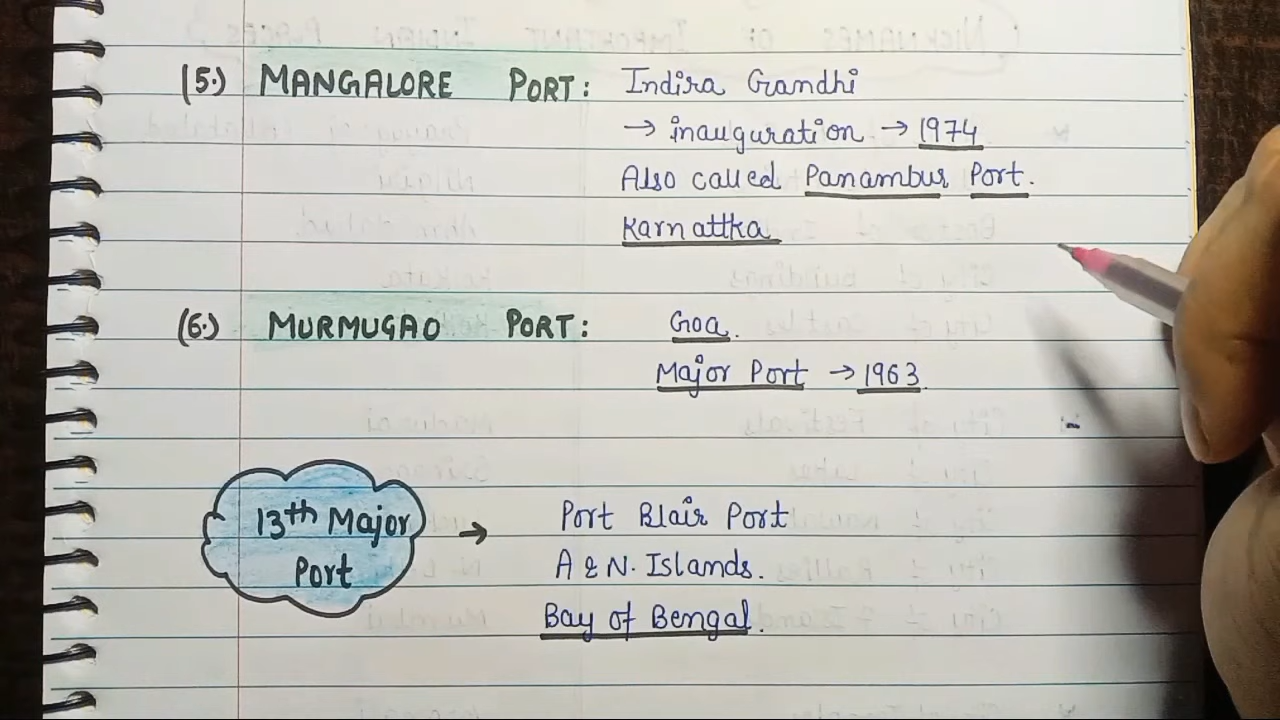 (5.) MANGALORE PORT: Indira Gandhi
→ inauguration → 1974
Also called Panambur Port.
Karnattka
(6.) MURMUGAO PORT: Goa.
Major Port → 1963
13th Major Port → Port Blair Port
A & N. Islands.
Bay of Bengal.